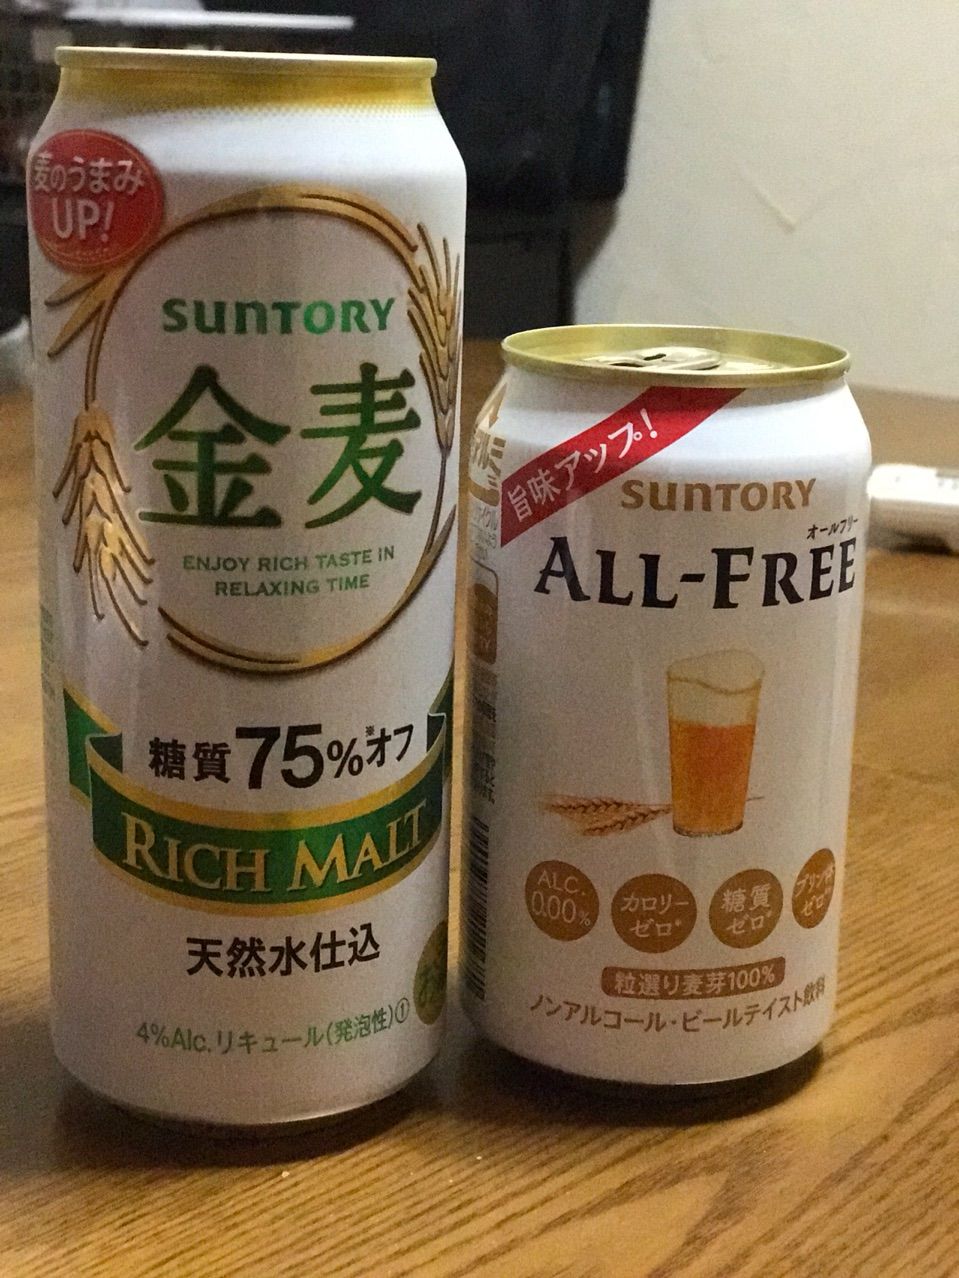 麦のうまみ
UP!
SUNTORY
金麦
ENJOY RICH TASTE IN
RELAXING TIME
糖質75%※オフ
RICH MALT
天然水仕込
4%Alc.リキュール(発泡性)①
旨味アップ!
SUNTORY
オールフリー
ALL-FREE
ALC.
0.00%
カロリー
ゼロ*
糖質
ゼロ*
プリン体
ゼロ*
粒選り麦芽100%
ノンアルコール・ビールテイスト飲料